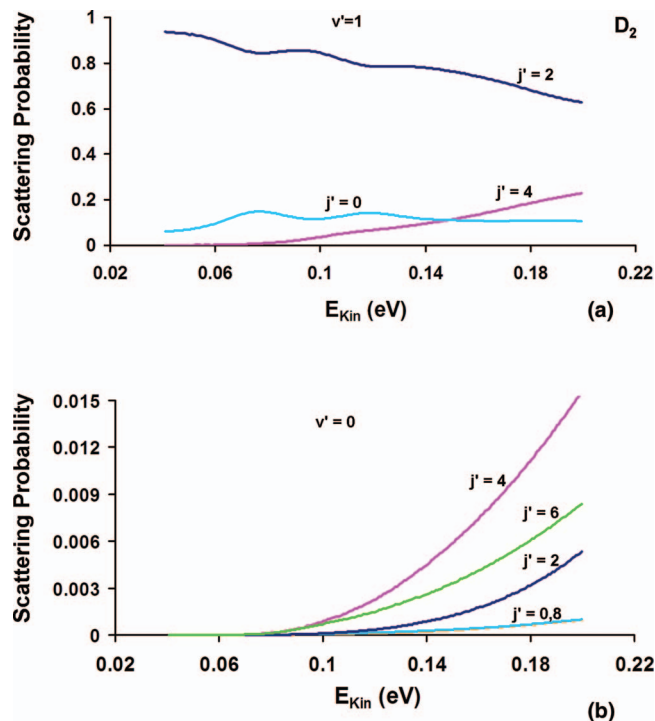 v'=1
D2
1
0.8
0.6
0.4
0.2
0
Scattering Probability
j' = 2
j' = 0
j' = 4
0.02 0.06 0.1 0.14 0.18 0.22
EKin (eV)
(a)
0.015
0.012
0.009
0.006
0.003
0
Scattering Probability
v' = 0
j' = 4
j' = 6
j' = 2
j' = 0,8
0.02 0.06 0.1 0.14 0.18 0.22
EKin (eV)
(b)